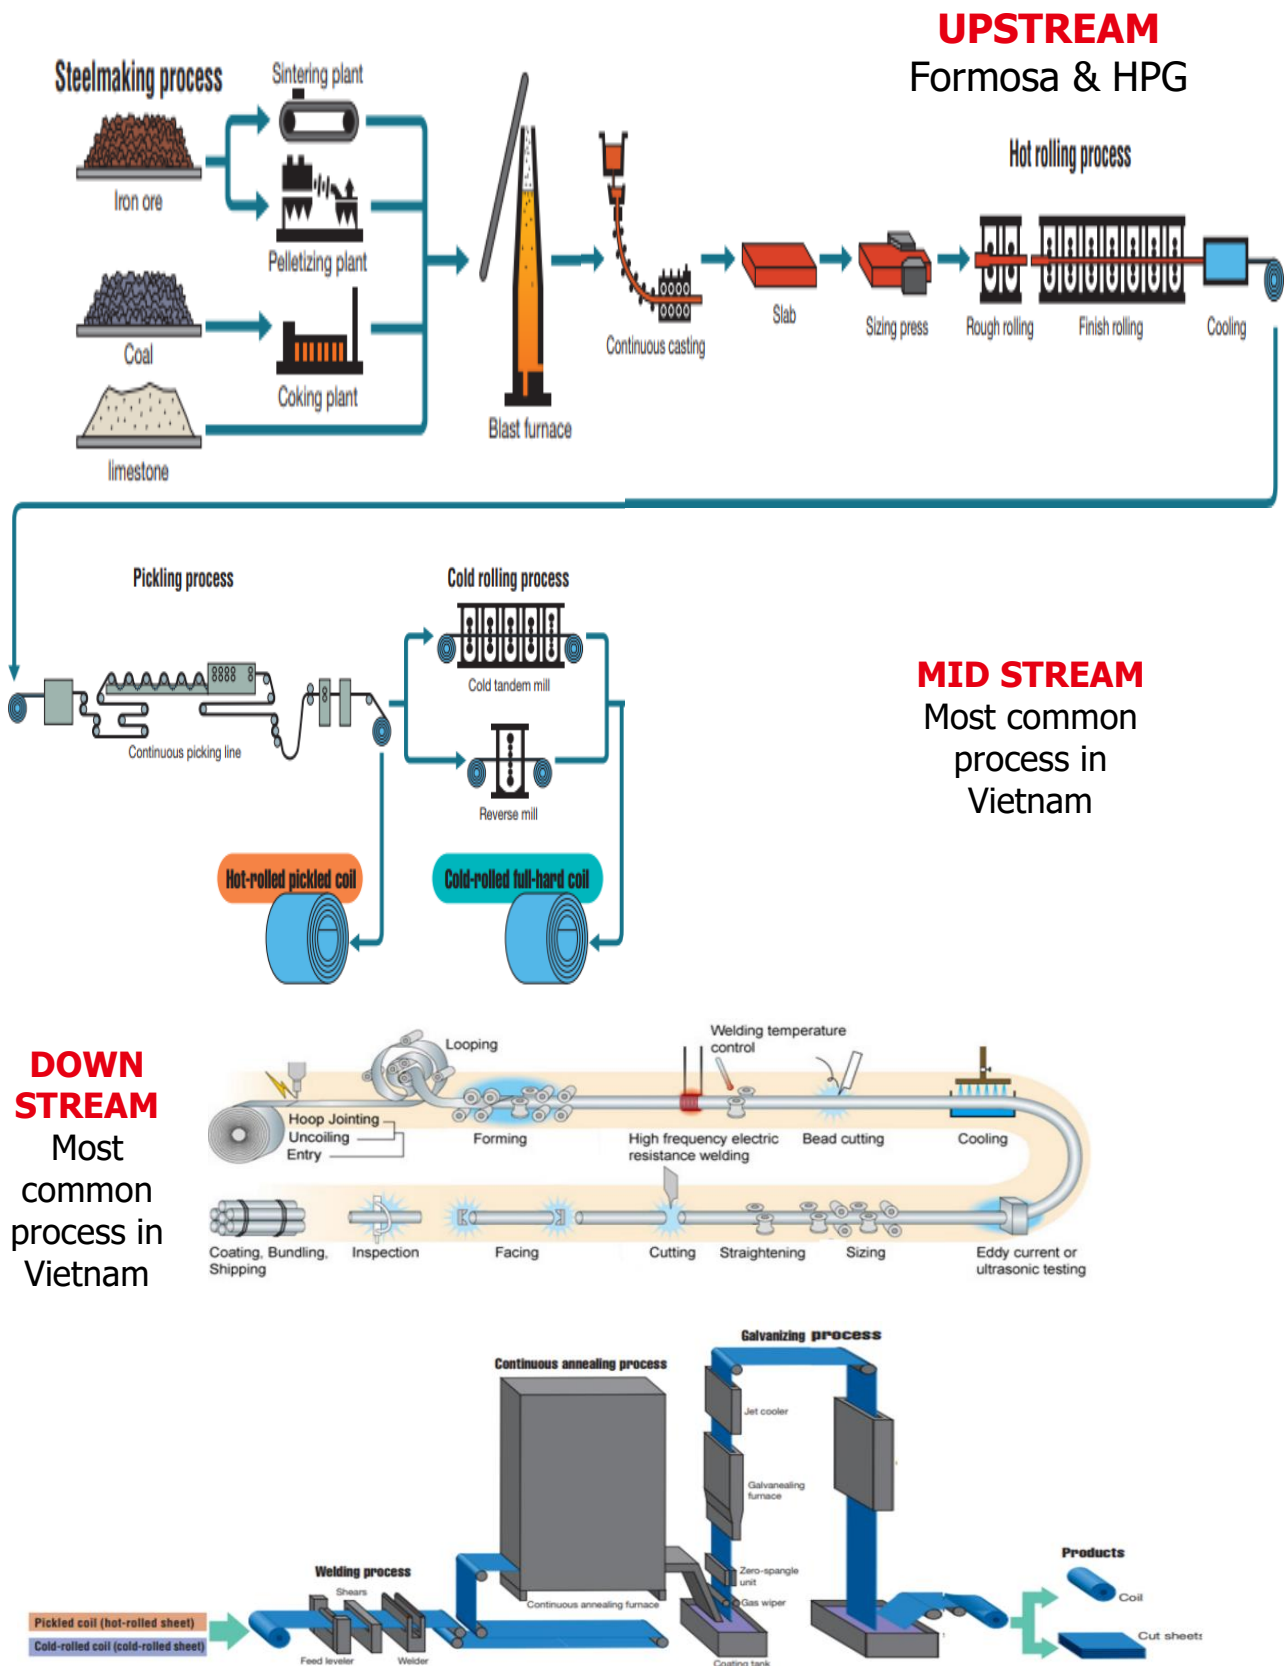 UPSTREAM
Formosa & HPG
Steelmaking process
Sintering plant
Iron ore
Pelletizing plant
Coal
Coking plant
limestone
Blast furnace
Continuous casting
Slab
Sizing press
Hot rolling process
Rough rolling
Finish rolling
Cooling
Pickling process
Continuous picking line
Cold rolling process
Cold tandem mill
Reverse mill
Hot-rolled pickled coil
Cold-rolled full-hard coil
MID STREAM
Most common
process in
Vietnam
DOWN
STREAM
Most
common
process in
Vietnam
Looping
Hoop Jointing
Uncoiling
Entry
Forming
Welding temperature
control
High frequency electric
resistance welding
Bead cutting
Cooling
Coating, Bundling,
Shipping
Inspection
Facing
Cutting
Straightening
Sizing
Eddy current or
ultrasonic testing
Galvanizing process
Continuous annealing process
Jet cooler
Galvanealing
furnace
Zero-spangle
unit
Gas wiper
Welding process
Shears
Continuous annealing furnace
Pickled coil (hot-rolled sheet)
Cold-rolled coil (cold-rolled sheet)
Feed leveler
Welder
Coating tank
Products
Coil
Cut sheets